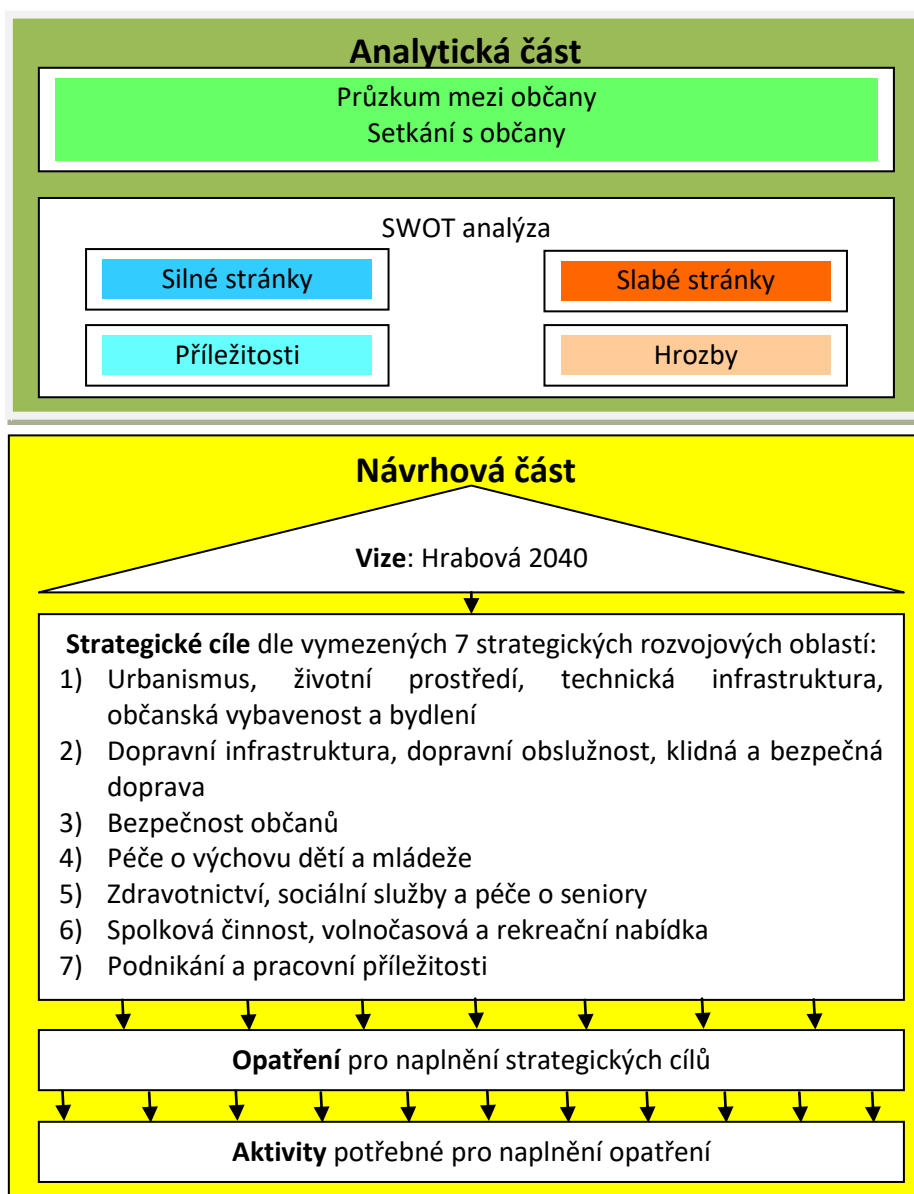 Analytická část
Průzkum mezi občany
Setkání s občany
SWOT analýza
Silné stránky
Slabé stránky
Příležitosti
Hrozby
Návrhová část
Vize: Hrabová 2040
Strategické cíle dle vymezených 7 strategických rozvojových oblastí:
1) Urbanismus, životní prostředí, technická infrastruktura,
občanská vybavenost a bydlení
2) Dopravní infrastruktura, dopravní obslužnost, klidná a bezpečná
doprava
3) Bezpečnost občanů
4) Péče o výchovu dětí a mládeže
5) Zdravotnictví, sociální služby a péče o seniory
6) Spolková činnost, volnočasová a rekreační nabídka
7) Podnikání a pracovní příležitosti
Opatření pro naplnění strategických cílů
Aktivity potřebné pro naplnění opatření